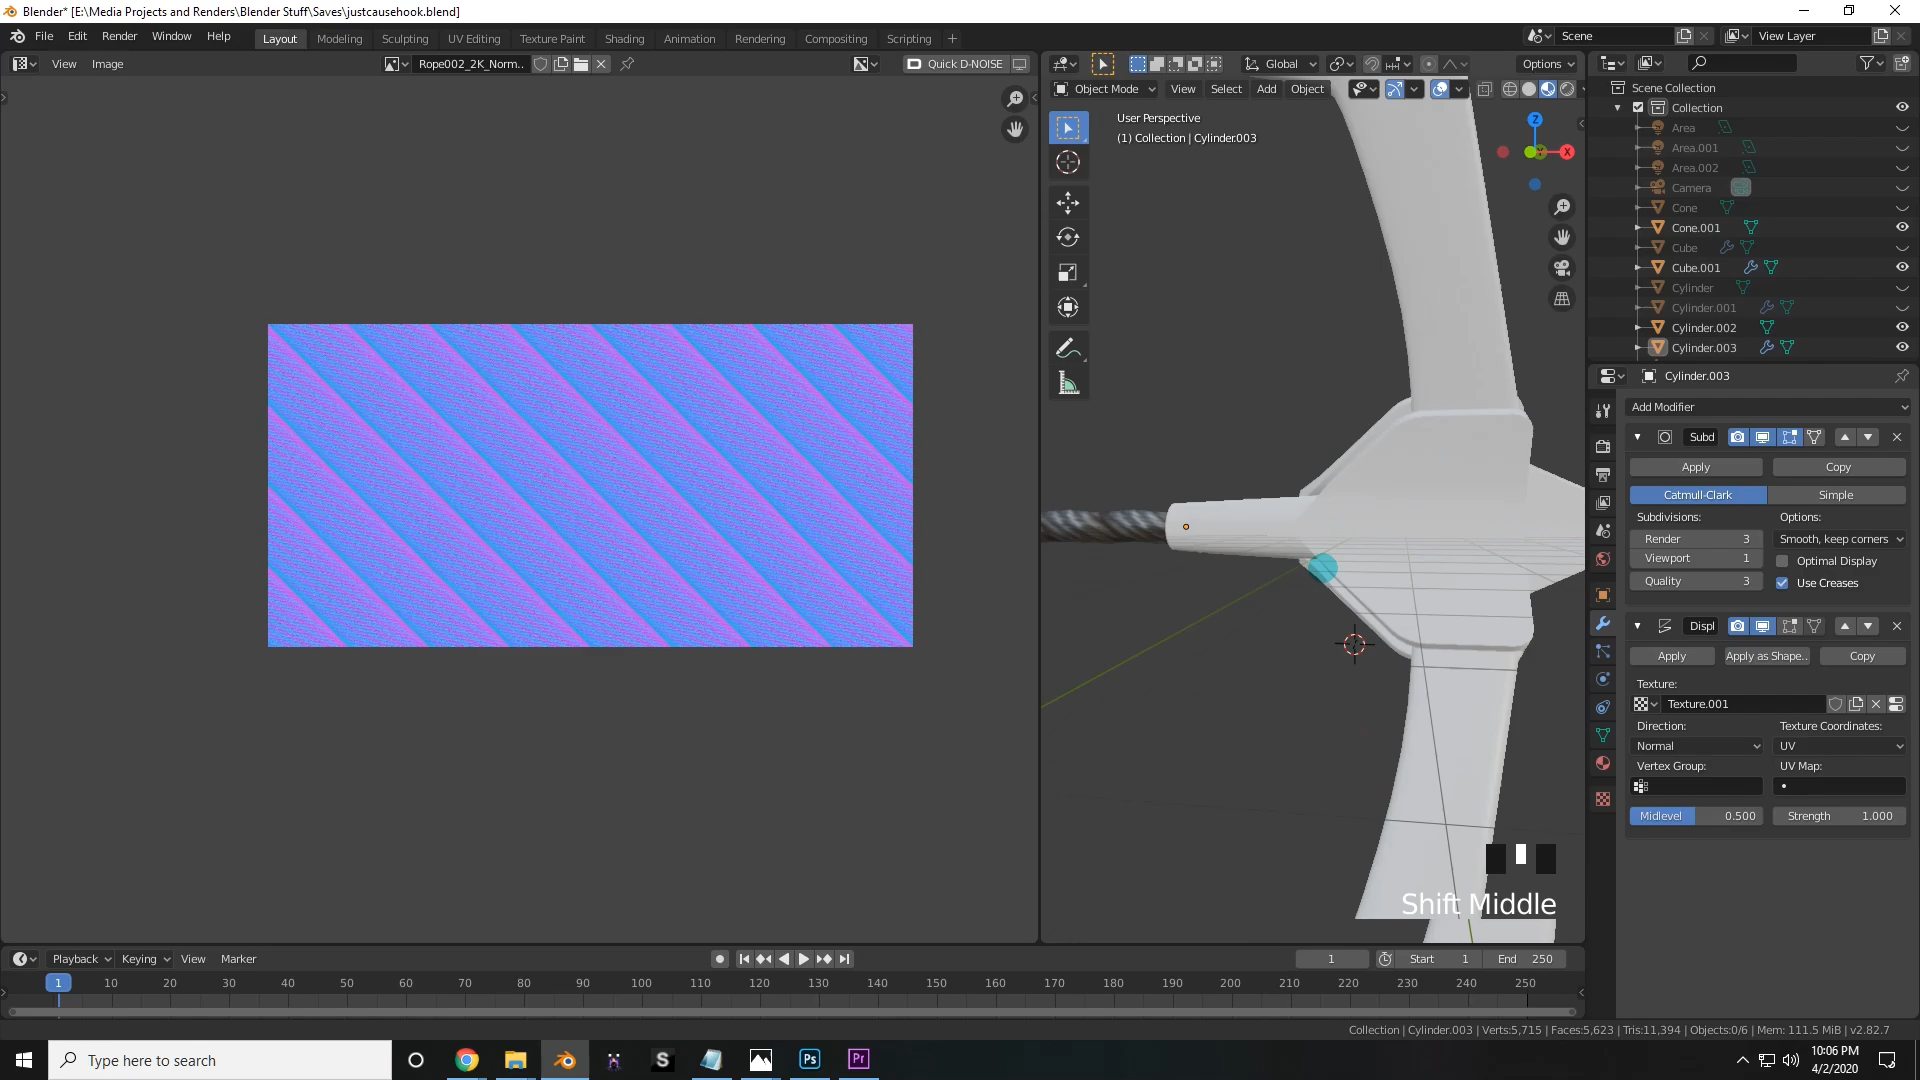 Blender* [E:\Media Projects and Renders\Blender Stuff\Saves\justcausehook.blend]
File Edit Render Window Help Layout Modeling Sculpting UV Editing Texture Paint Shading Animation Rendering Compositing Scripting + Scene View Layer
View Image Rope002_2K_Norm.. Quick D-NOISE Global Options
Object Mode View Select Add Object
User Perspective
(1) Collection | Cylinder.003
Z
X
Scene Collection
Collection
Area
Area.001
Area.002
Camera
Cone
Cone.001
Cube
Cube.001
Cylinder
Cylinder.001
Cylinder.002
Cylinder.003
Cylinder.003
Add Modifier
Subd
Apply Copy
Catmull-Clark Simple
Subdivisions: Options:
Render 3 Smooth, keep corners
Viewport 1 Optimal Display
Quality 3 Use Creases
Displ
Apply Apply as Shape.. Copy
Texture:
Texture.001
Direction: Texture Coordinates:
Normal UV
Vertex Group: UV Map:
Midlevel 0.500 Strength 1.000
Shift Middle
Playback Keying View Marker 1 Start 1 End 250
1 10 20 30 40 50 60 70 80 90 100 110 120 130 140 150 160 170 180 190 200 210 220 230 240 250
Collection | Cylinder.003 | Verts:5,715 | Faces:5,623 | Tris:11,394 | Objects:0/6 | Mem: 111.5 MiB | v2.82.7
Type here to search
S
Ps
Pr
10:06 PM
4/2/2020